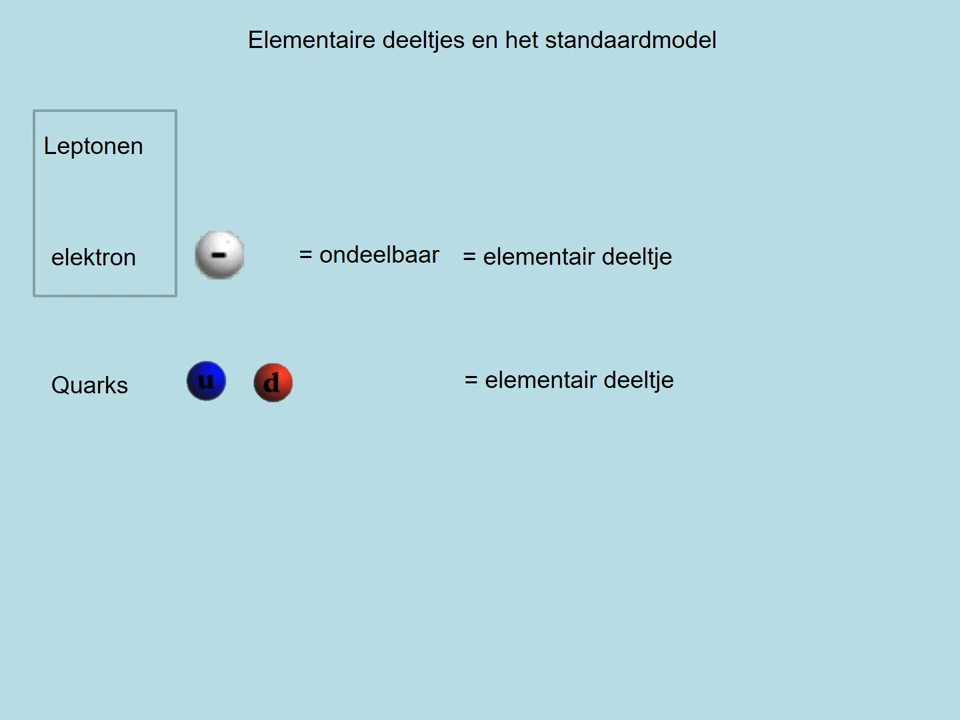 Elementaire deeltjes en het standaardmodel
Leptonen
elektron - = ondeelbaar = elementair deeltje
Quarks u d = elementair deeltje